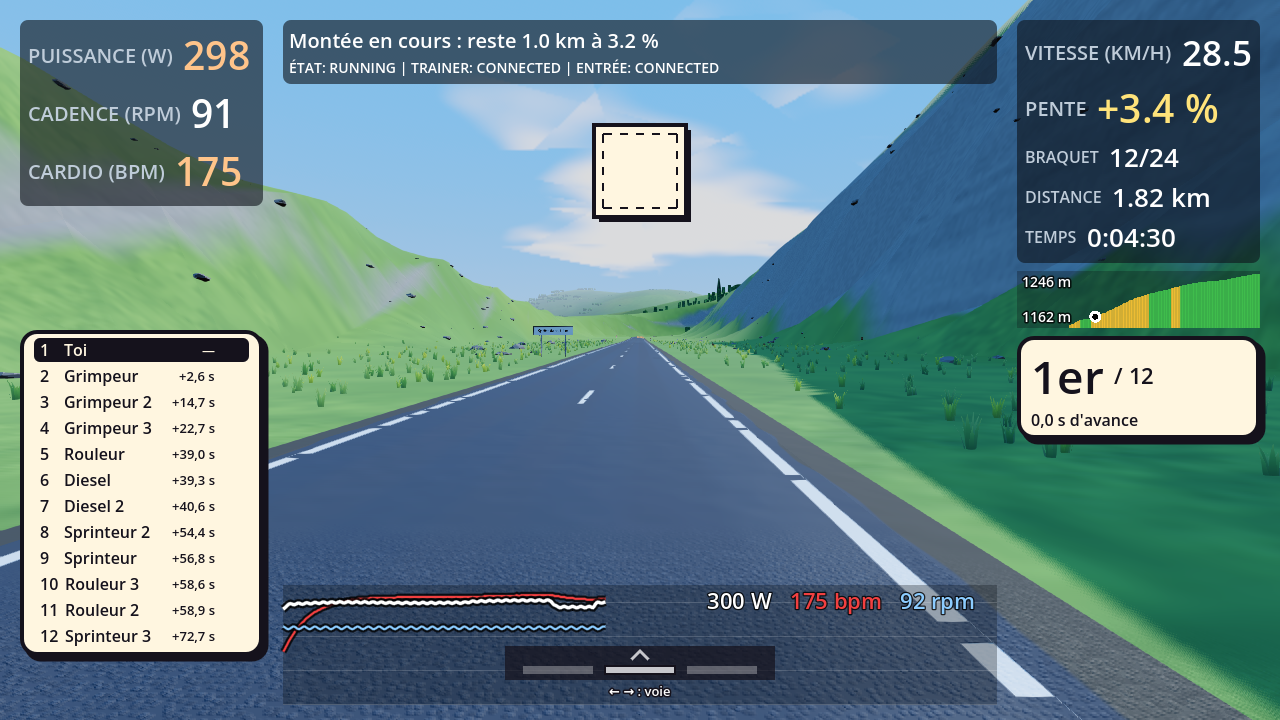 PUISSANCE (W) 298
CADENCE (RPM) 91
CARDIO (BPM) 175
Montée en cours : reste 1.0 km à 3.2 %
ÉTAT: RUNNING | TRAINER: CONNECTED | ENTRÉE: CONNECTED
VITESSE (KM/H) 28.5
PENTE +3.4 %
BRAQUET 12/24
DISTANCE 1.82 km
TEMPS 0:04:30
1246 m
1162 m
1er / 12
0,0 s d'avance
1 Toi —
2 Grimpeur +2,6 s
3 Grimpeur 2 +14,7 s
4 Grimpeur 3 +22,7 s
5 Rouleur +39,0 s
6 Diesel +39,3 s
7 Diesel 2 +40,6 s
8 Sprinteur 2 +54,4 s
9 Sprinteur +56,8 s
10 Rouleur 3 +58,6 s
11 Rouleur 2 +58,9 s
12 Sprinteur 3 +72,7 s
300 W 175 bpm 92 rpm
← → : voie